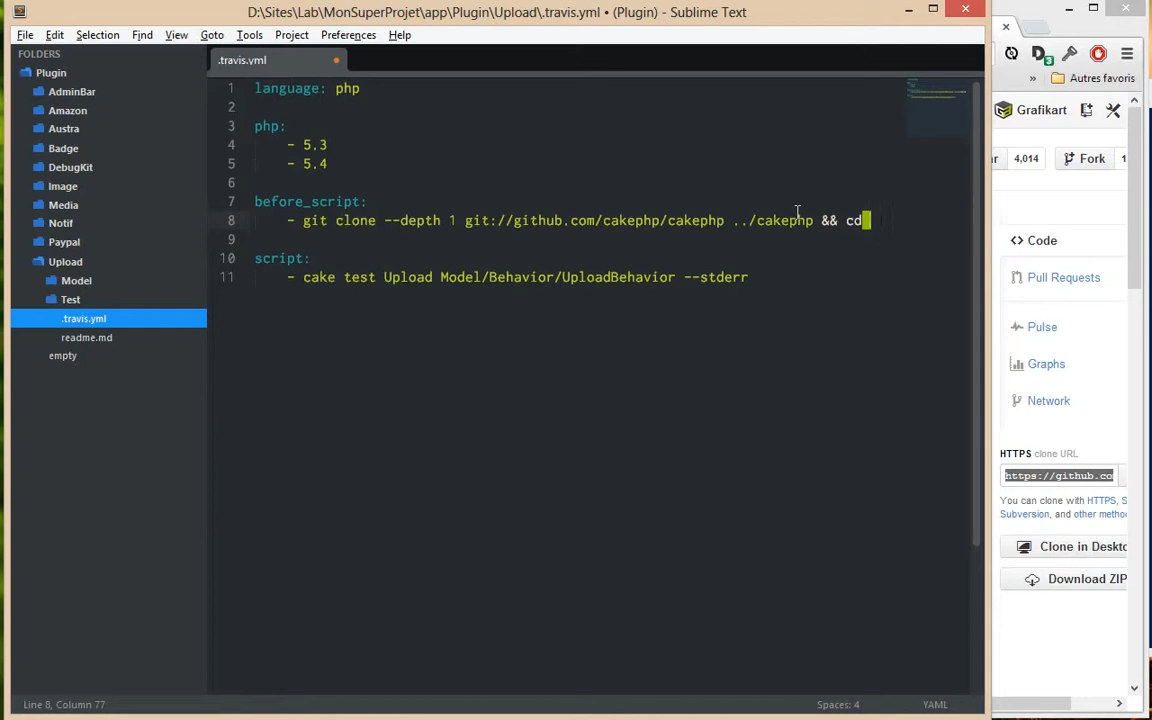 D:\Sites\Lab\MonSuperProjet\app\Plugin\Upload\.travis.yml • (Plugin) - Sublime Text
File Edit Selection Find View Goto Tools Project Preferences Help
FOLDERS
Plugin
AdminBar
Amazon
Austra
Badge
DebugKit
Image
Media
Notif
Paypal
Upload
Model
Test
.travis.yml
readme.md
empty
.travis.yml
1 language: php
2
3 php:
4 - 5.3
5 - 5.4
6
7 before_script:
8 - git clone --depth 1 git://github.com/cakephp/cakephp ../cakephp && cd
9
10 script:
11 - cake test Upload Model/Behavior/UploadBehavior --stderr
Line 8, Column 77
Spaces: 4
YAML
D 3
» Autres favoris
Grafikart
ar 4,014 Fork 1
Code
Pull Requests
Pulse
Graphs
Network
HTTPS clone URL
https://github.co
You can clone with HTTPS, S
Subversion, and other metho
Clone in Deskto
Download ZIP